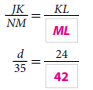 JK/NM = KL/ML
d/35 = 24/42